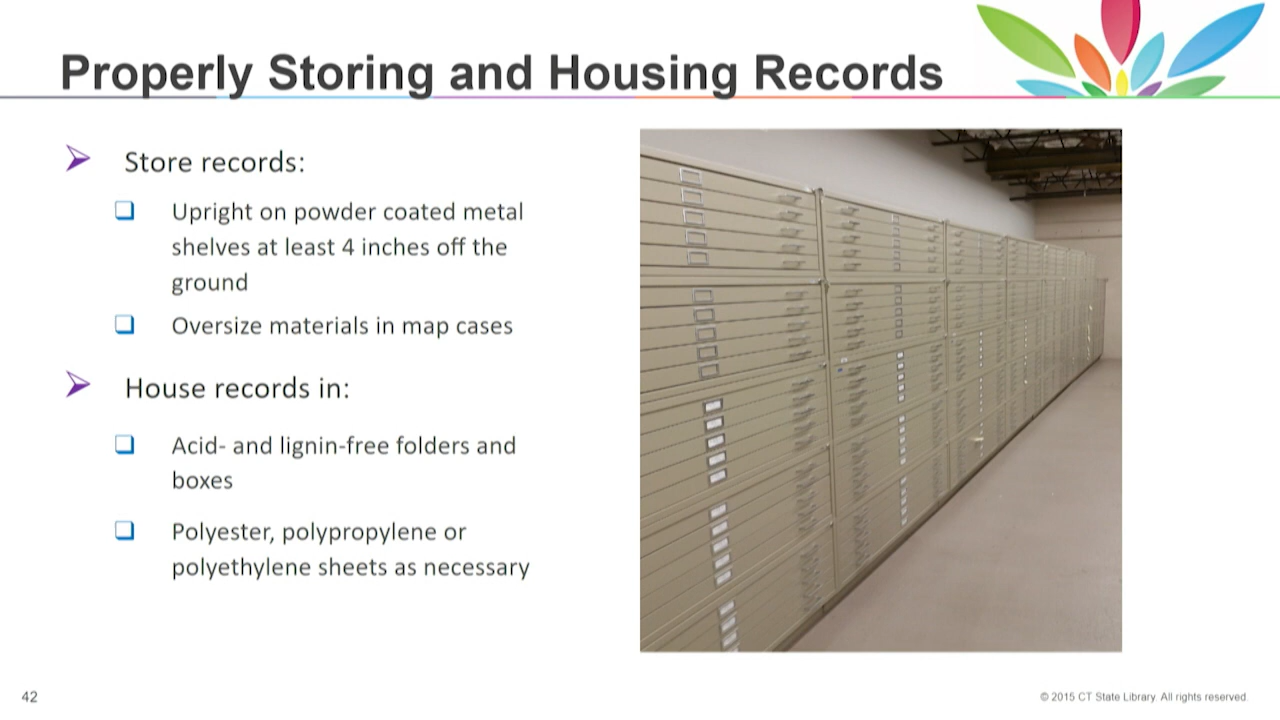 Properly Storing and Housing Records
Store records:
Upright on powder coated metal
shelves at least 4 inches off the
ground
Oversize materials in map cases
House records in:
Acid- and lignin-free folders and
boxes
Polyester, polypropylene or
polyethylene sheets as necessary
42
© 2015 CT State Library. All rights reserved.